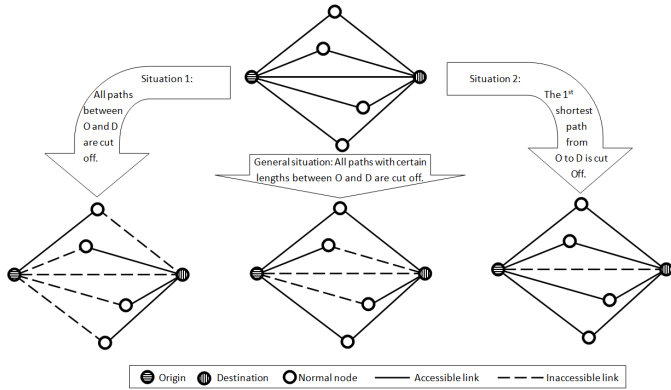 Situation 1:
All paths
between
O and D
are cut
off.
General situation: All paths with certain
lengths between O and D are cut off.
Situation 2:
The 1st
shortest
path
from
O to D is cut
Off.
Origin Destination Normal node Accessible link Inaccessible link